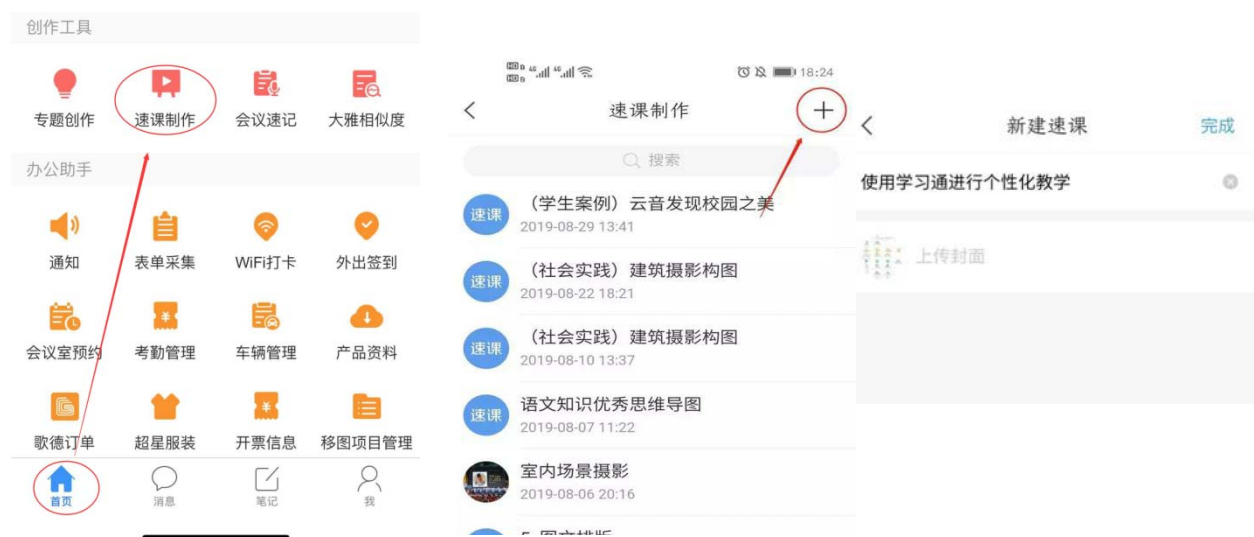 创作工具
专题创作
速课制作
会议速记
大雅相似度
办公助手
通知
表单采集
WiFi打卡
外出签到
会议室预约
考勤管理
车辆管理
产品资料
歌德订单
超星服装
开票信息
移图项目管理
首页
消息
笔记
我
18:24
速课制作
搜索
速课
（学生案例）云音发现校园之美
2019-08-29 13:41
速课
（社会实践）建筑摄影构图
2019-08-22 18:21
速课
（社会实践）建筑摄影构图
2019-08-10 13:37
速课
语文知识优秀思维导图
2019-08-07 11:22
室内场景摄影
2019-08-06 20:16
新建速课
完成
使用学习通进行个性化教学
上传封面